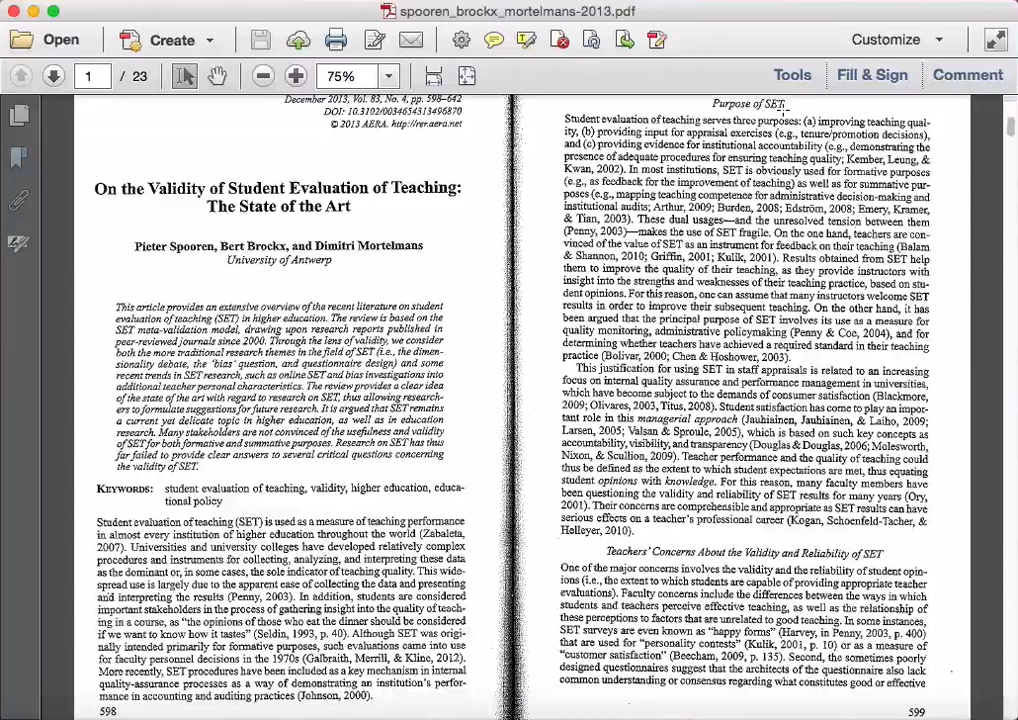 spooren_brockx_mortelmans-2013.pdf
Open
Create
Customize
1 / 23
75%
Tools
Fill & Sign
Comment
December 2013, Vol. 83, No. 4, pp. 598–642
DOI: 10.3102/0034654313496870
© 2013 AERA. http://rer.aera.net
On the Validity of Student Evaluation of Teaching:
The State of the Art
Pieter Spooren, Bert Brockx, and Dimitri Mortelmans
University of Antwerp
This article provides an extensive overview of the recent literature on student
evaluation of teaching (SET) in higher education. The review is based on the
SET meta-validation model, drawing upon research reports published in
peer-reviewed journals since 2000. Through the lens of validity, we consider
both the more traditional research themes in the field of SET (i.e., the dimen-
sionality debate, the 'bias' question, and questionnaire design) and some
recent trends in SET research, such as online SET and bias investigations into
additional teacher personal characteristics. The review provides a clear idea
of the state of the art with regard to research on SET, thus allowing research-
ers to formulate suggestions for future research. It is argued that SET remains
a current yet delicate topic in higher education, as well as in education
research. Many stakeholders are not convinced of the usefulness and validity
of SET for both formative and summative purposes. Research on SET has thus
far failed to provide clear answers to several critical questions concerning
the validity of SET.
KEYWORDS: student evaluation of teaching, validity, higher education, educa-
tional policy
Student evaluation of teaching (SET) is used as a measure of teaching performance
in almost every institution of higher education throughout the world (Zabaleta,
2007). Universities and university colleges have developed relatively complex
procedures and instruments for collecting, analyzing, and interpreting these data
as the dominant or, in some cases, the sole indicator of teaching quality. This wide-
spread use is largely due to the apparent ease of collecting the data and presenting
and interpreting the results (Penny, 2003). In addition, students are considered
important stakeholders in the process of gathering insight into the quality of teach-
ing in a course, as "the opinions of those who eat the dinner should be considered
if we want to know how it tastes" (Seldin, 1993, p. 40). Although SET was origi-
nally intended primarily for formative purposes, such evaluations came into use
for faculty personnel decisions in the 1970s (Galbraith, Merrill, & Kline, 2012).
More recently, SET procedures have been included as a key mechanism in internal
quality-assurance processes as a way of demonstrating an institution's perfor-
mance in accounting and auditing practices (Johnson, 2000).
598
Purpose of SET
Student evaluation of teaching serves three purposes: (a) improving teaching qual-
ity, (b) providing input for appraisal exercises (e.g., tenure/promotion decisions),
and (c) providing evidence for institutional accountability (e.g., demonstrating the
presence of adequate procedures for ensuring teaching quality; Kember, Leung, &
Kwan, 2002). In most institutions, SET is obviously used for formative purposes
(e.g., as feedback for the improvement of teaching) as well as for summative pur-
poses (e.g., mapping teaching competence for administrative decision-making and
institutional audits; Arthur, 2009; Burden, 2008; Edström, 2008; Emery, Kramer,
& Tian, 2003). These dual usages—and the unresolved tension between them
(Penny, 2003)—makes the use of SET fragile. On the one hand, teachers are con-
vinced of the value of SET as an instrument for feedback on their teaching (Balam
& Shannon, 2010; Griffin, 2001; Kulik, 2001). Results obtained from SET help
them to improve the quality of their teaching, as they provide instructors with
insight into the strengths and weaknesses of their teaching practice, based on stu-
dent opinions. For this reason, one can assume that many instructors welcome SET
results in order to improve their subsequent teaching. On the other hand, it has
been argued that the principal purpose of SET involves its use as a measure for
quality monitoring, administrative policymaking (Penny & Coe, 2004), and for
determining whether teachers have achieved a required standard in their teaching
practice (Bolivar, 2000; Chen & Hoshower, 2003).
This justification for using SET in staff appraisals is related to an increasing
focus on internal quality assurance and performance management in universities,
which have become subject to the demands of consumer satisfaction (Blackmore,
2009; Olivares, 2003, Titus, 2008). Student satisfaction has come to play an impor-
tant role in this managerial approach (Jauhiainen, Jauhiainen, & Laiho, 2009;
Larsen, 2005; Valsan & Sproule, 2005), which is based on such key concepts as
accountability, visibility, and transparency (Douglas & Douglas, 2006; Molesworth,
Nixon, & Scullion, 2009). Teacher performance and the quality of teaching could
thus be defined as the extent to which student expectations are met, thus equating
student opinions with knowledge. For this reason, many faculty members have
been questioning the validity and reliability of SET results for many years (Ory,
2001). Their concerns are comprehensible and appropriate as SET results can have
serious effects on a teacher's professional career (Kogan, Schoenfeld-Tacher, &
Helleyer, 2010).
Teachers' Concerns About the Validity and Reliability of SET
One of the major concerns involves the validity and the reliability of student opin-
ions (i.e., the extent to which students are capable of providing appropriate teacher
evaluations). Faculty concerns include the differences between the ways in which
students and teachers perceive effective teaching, as well as the relationship of
these perceptions to factors that are unrelated to good teaching. In some instances,
SET surveys are even known as "happy forms" (Harvey, in Penny, 2003, p. 400)
that are used for "personality contests" (Kulik, 2001, p. 10) or as a measure of
"customer satisfaction" (Beecham, 2009, p. 135). Second, the sometimes poorly
designed questionnaires suggest that the architects of the questionnaire also lack
common understanding or consensus regarding what constitutes good or effective
599